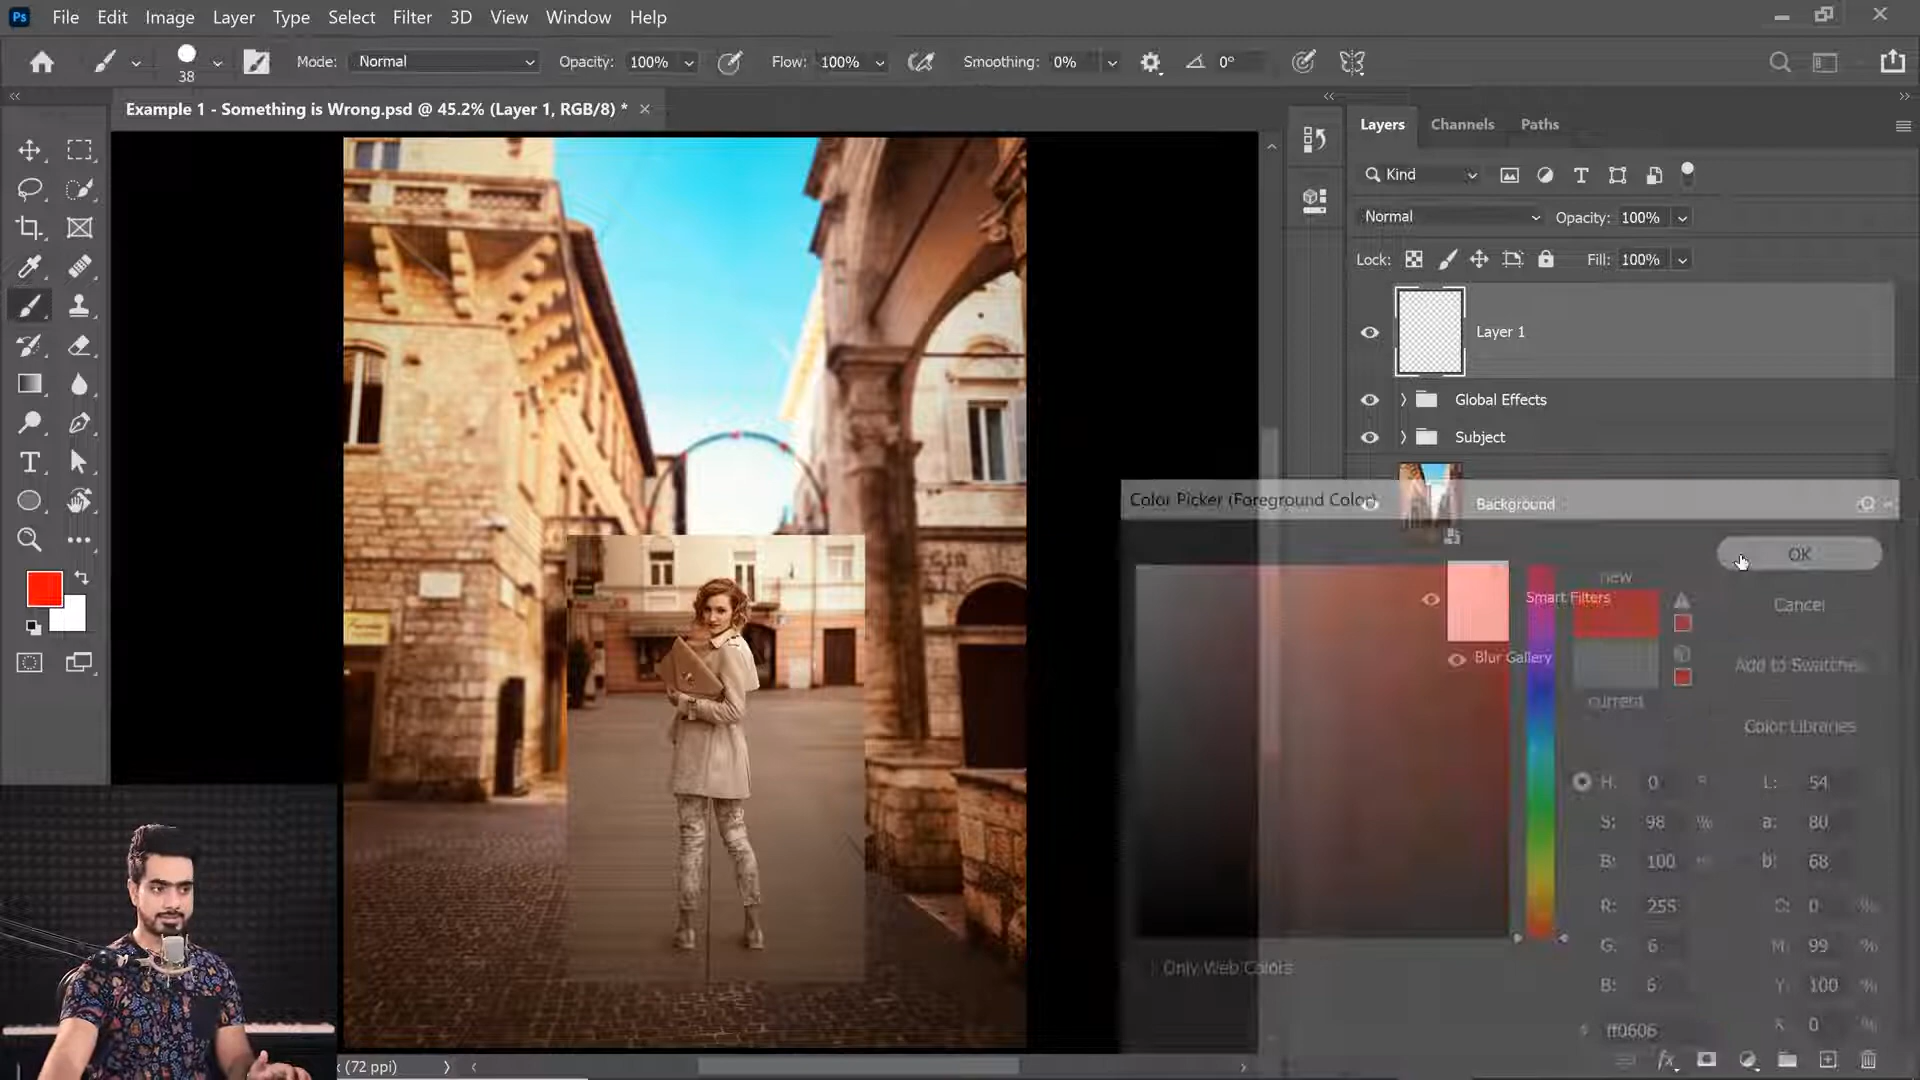 Ps File Edit Image Layer Type Select Filter 3D View Window Help
38 Mode: Normal Opacity: 100% Flow: 100% Smoothing: 0% 0°
Example 1 - Something is Wrong.psd @ 45.2% (Layer 1, RGB/8) *
Layers Channels Paths
Kind
Normal Opacity: 100%
Lock: Fill: 100%
Layer 1
Global Effects
Subject
Color Picker (Foreground Color)
Background
OK
new
Smart Filters
Cancel
Blur Gallery
Add to Swatches
current
Color Libraries
H: 0 ° L: 54
S: 98 % a: 80
B: 100 % b: 68
R: 255 C: 0 %
G: 6 M: 99 %
B: 6 Y: 100 %
Only Web Colors
# ff0606 K: 0 %
(72 ppi)